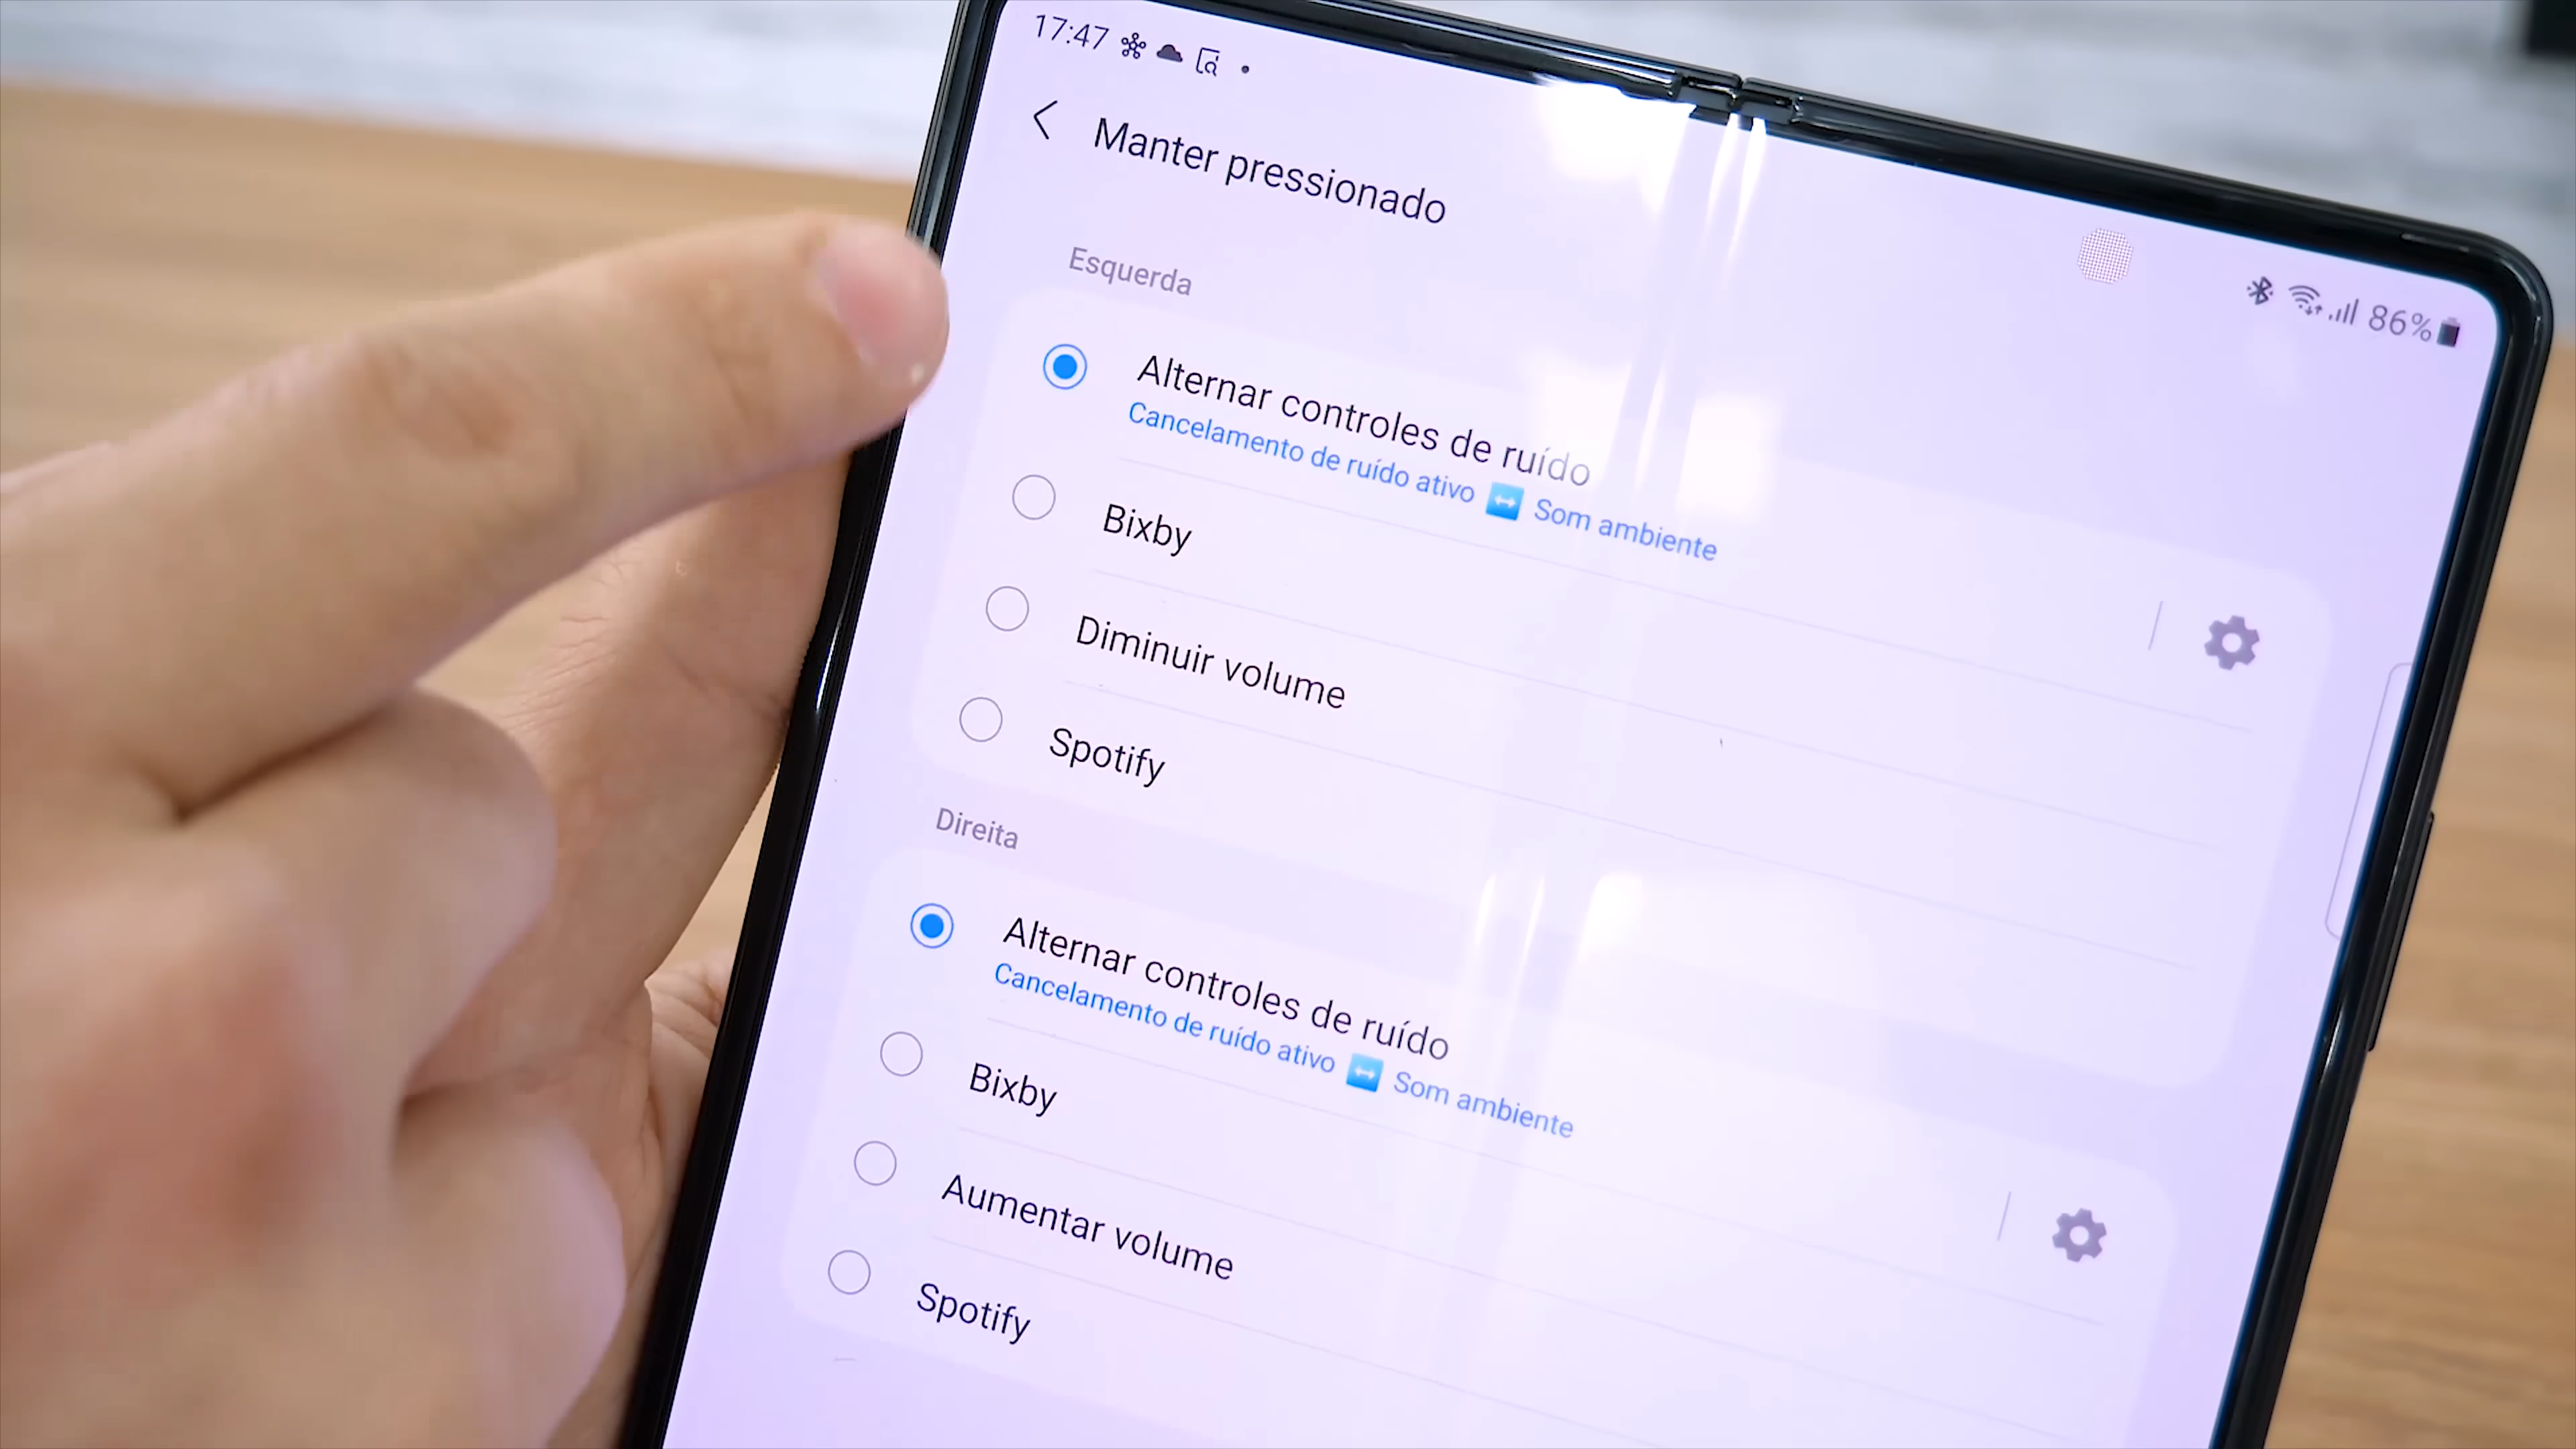 17:47
86%
Manter pressionado
Esquerda
Alternar controles de ruído
Cancelamento de ruído ativo ↔ Som ambiente
Bixby
Diminuir volume
Spotify
Direita
Alternar controles de ruído
Cancelamento de ruído ativo ↔ Som ambiente
Bixby
Aumentar volume
Spotify